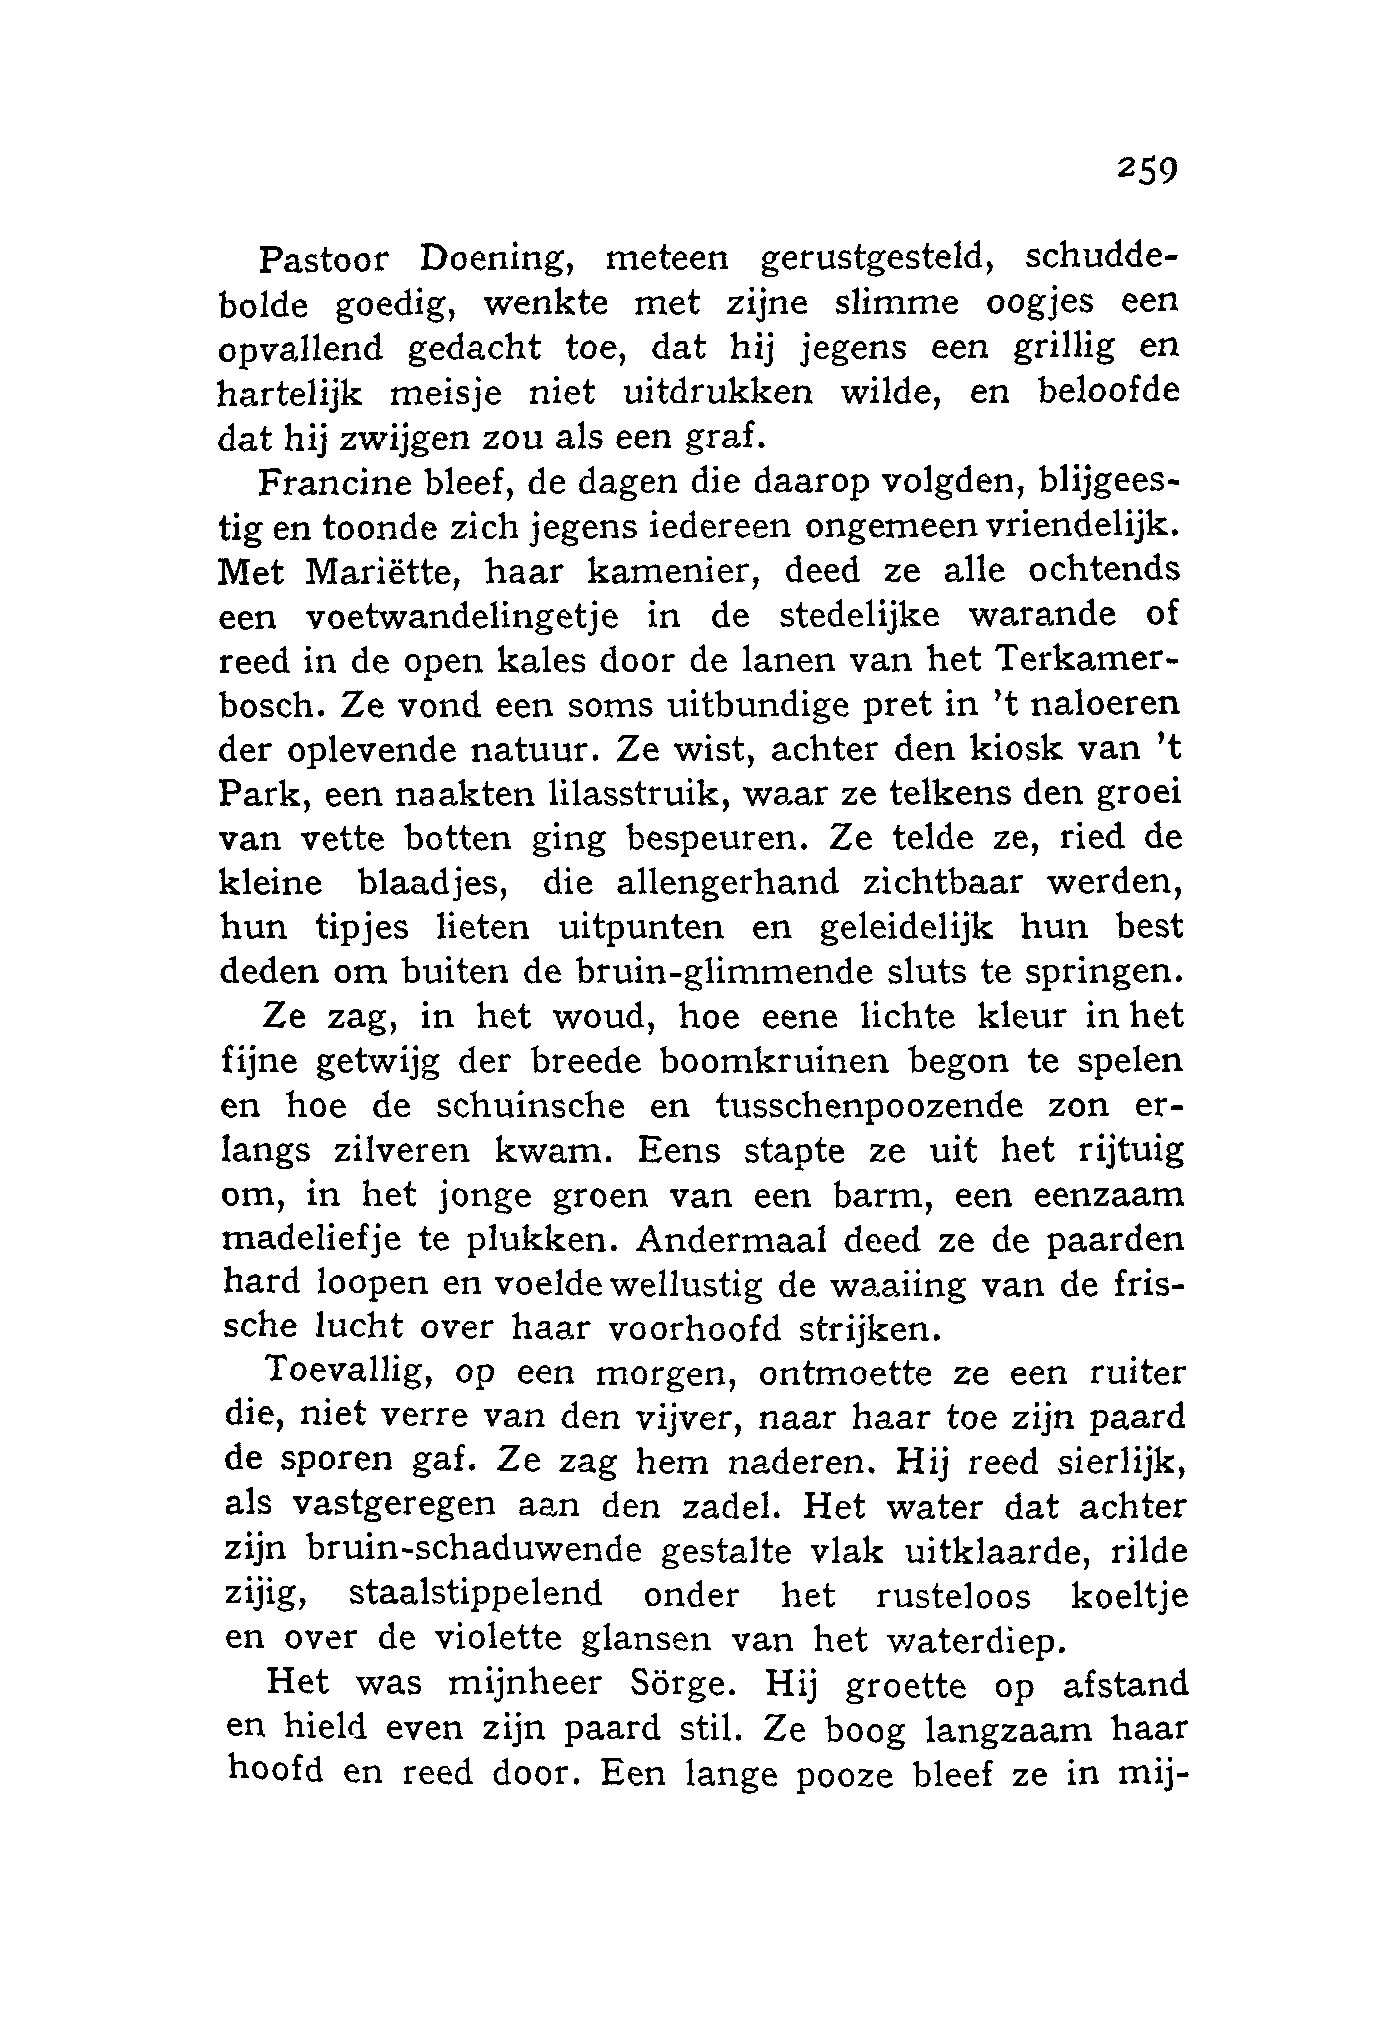 259
Pastoor Doening, meteen gerustgesteld, schudde-
bolde goedig, wenkte met zijne slimme oogjes een
opvallend gedacht toe, dat hij jegens een grillig en
hartelijk meisje niet uitdrukken wilde, en beloofde
dat hij zwijgen zou als een graf.
Francine bleef, de dagen die daarop volgden, blijgees-
tig en toonde zich jegens iedereen ongemeen vriendelijk.
Met Mariëtte, haar kamenier, deed ze alle ochtends
een voetwandelingetje in de stedelijke warande of
reed in de open kales door de lanen van het Terkamer-
bosch. Ze vond een soms uitbundige pret in 't naloeren
der oplevende natuur. Ze wist, achter den kiosk van 't
Park, een naakten lilasstruik, waar ze telkens den groei
van vette botten ging bespeuren. Ze telde ze, ried de
kleine blaadjes, die allengerhand zichtbaar werden,
hun tipjes lieten uitpunten en geleidelijk hun best
deden om buiten de bruin-glimmende sluts te springen.
Ze zag, in het woud, hoe eene lichte kleur in het
fijne getwijg der breede boomkruinen begon te spelen
en hoe de schuinsche en tusschenpoozende zon er-
langs zilveren kwam. Eens stapte ze uit het rijtuig
om, in het jonge groen van een barm, een eenzaam
madeliefje te plukken. Andermaal deed ze de paarden
hard loopen en voelde wellustig de waaiing van de fris-
sche lucht over haar voorhoofd strijken.
Toevallig, op een morgen, ontmoette ze een ruiter
die, niet verre van den vijver, naar haar toe zijn paard
de sporen gaf. Ze zag hem naderen. Hij reed sierlijk,
als vastgeregen aan den zadel. Het water dat achter
zijn bruin-schaduwende gestalte vlak uitklaarde, rilde
zijig, staalstippelend onder het rusteloos koeltje
en over de violette glansen van het waterdiep.
Het was mijnheer Sörge. Hij groette op afstand
en hield even zijn paard stil. Ze boog langzaam haar
hoofd en reed door. Een lange pooze bleef ze in mij-